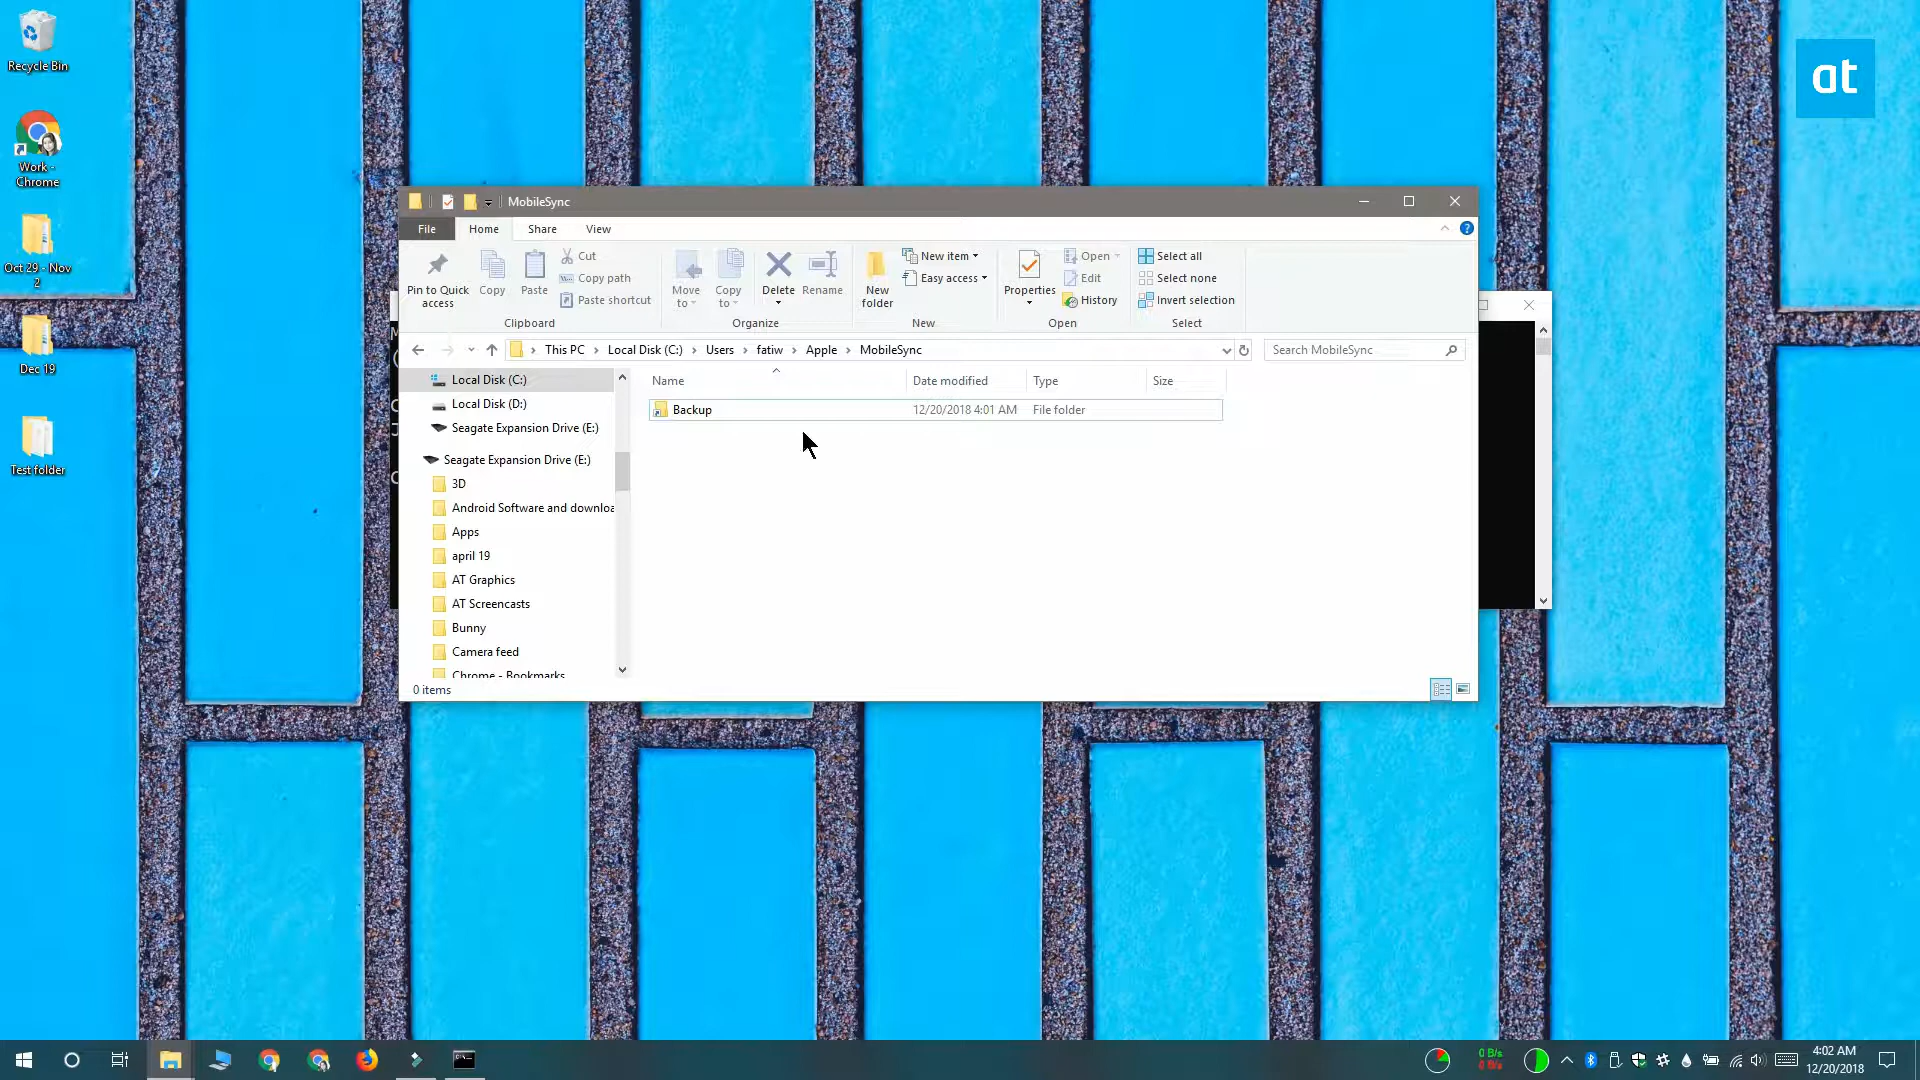 Recycle Bin
Work -
Chrome
Oct 29 - Nov
2
Dec 19
Test folder
at
MobileSync
File
Home
Share
View
Pin to Quick
access
Copy
Paste
Cut
Copy path
Paste shortcut
Clipboard
Move
to
Copy
to
Delete
Rename
Organize
New
folder
New item
Easy access
New
Properties
Open
Edit
History
Open
Select all
Select none
Invert selection
Select
This PC
Local Disk (C:)
Users
fatiw
Apple
MobileSync
Search MobileSync
Local Disk (C:)
Local Disk (D:)
Seagate Expansion Drive (E:)
Seagate Expansion Drive (E:)
3D
Android Software and downloa
Apps
april 19
AT Graphics
AT Screencasts
Bunny
Camera feed
Chrome - Bookmarks
Name
Date modified
Type
Size
Backup
12/20/2018 4:01 AM
File folder
0 items
0 B/s
0 B/s
4:02 AM
12/20/2018